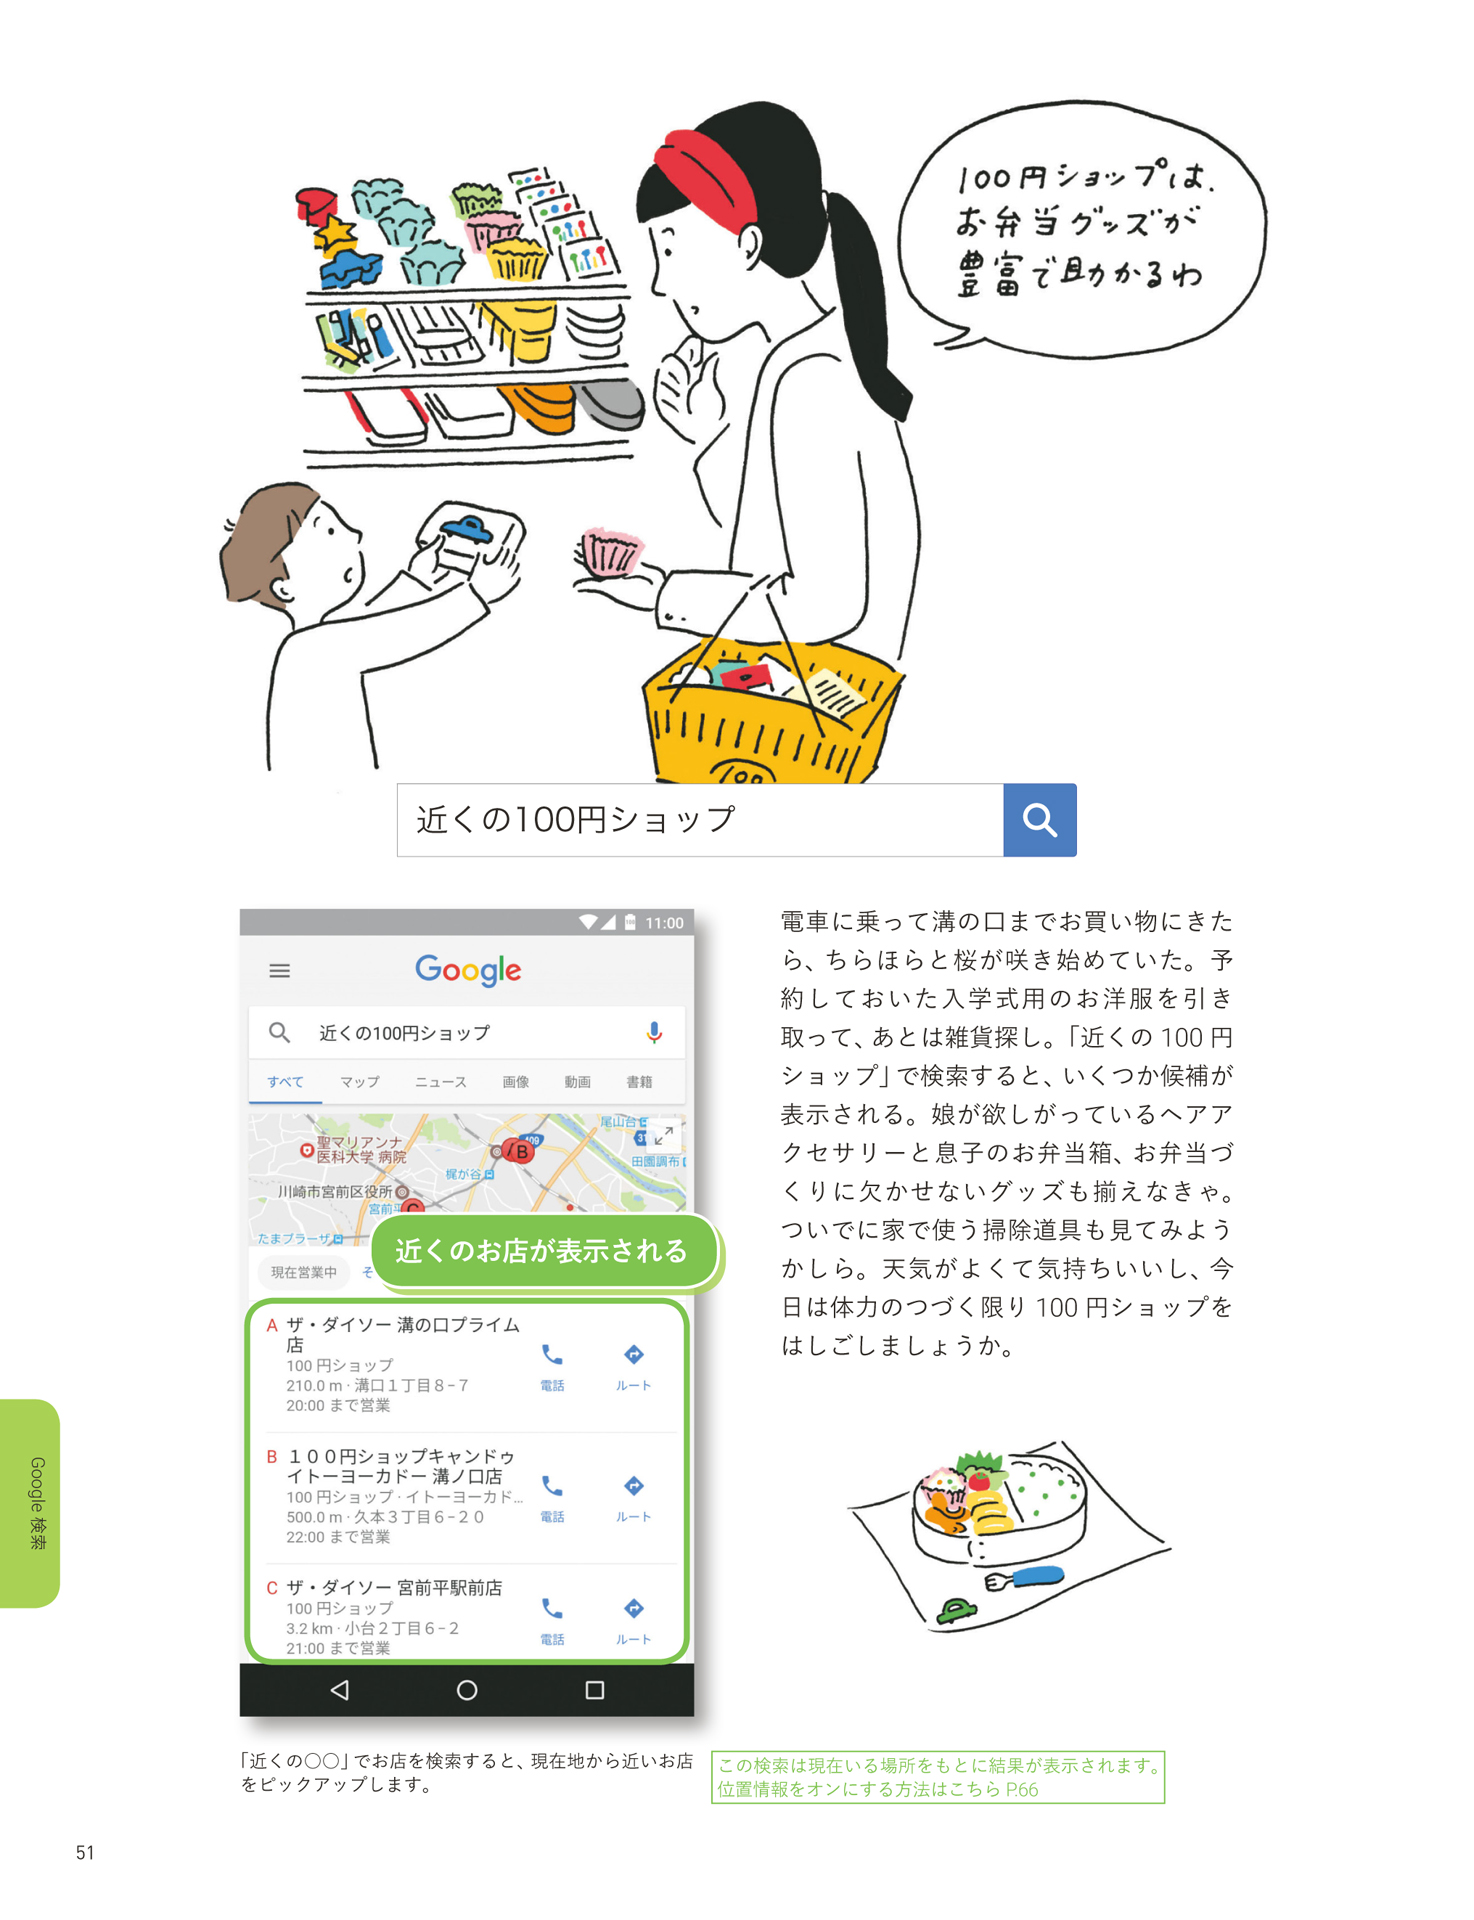 100円ショップは、
お弁当グッズが
豊富で助かるわ
100
近くの100円ショップ
11:00
Google
近くの100円ショップ
すべて マップ ニュース 画像 動画 書籍
尾山台
聖マリアンナ
医科大学 病院
409
B
田園調布
梶が谷
川崎市宮前区役所
宮前平
C
たまプラーザ
近くのお店が表示される
現在営業中 そ
A ザ・ダイソー 溝の口プライム
店
100 円ショップ
210.0 m · 溝口1丁目8−7
20:00 まで営業
電話 ルート
B 100円ショップキャンドゥ
イトーヨーカドー 溝ノ口店
100 円ショップ · イトーヨーカド...
500.0 m · 久本3丁目6−20
22:00 まで営業
電話 ルート
C ザ・ダイソー 宮前平駅前店
100 円ショップ
3.2 km · 小台2丁目6−2
21:00 まで営業
電話 ルート
電車に乗って溝の口までお買い物にきた
ら、ちらほらと桜が咲き始めていた。予
約しておいた入学式用のお洋服を引き
取って、あとは雑貨探し。「近くの 100 円
ショップ」で検索すると、いくつか候補が
表示される。娘が欲しがっているヘアア
クセサリーと息子のお弁当箱、お弁当づ
くりに欠かせないグッズも揃えなきゃ。
ついでに家で使う掃除道具も見てみよう
かしら。天気がよくて気持ちいいし、今
日は体力のつづく限り 100 円ショップを
はしごしましょうか。
「近くの〇〇」でお店を検索すると、現在地から近いお店
をピックアップします。
この検索は現在いる場所をもとに結果が表示されます。
位置情報をオンにする方法はこちら P.66
Google 検索
51